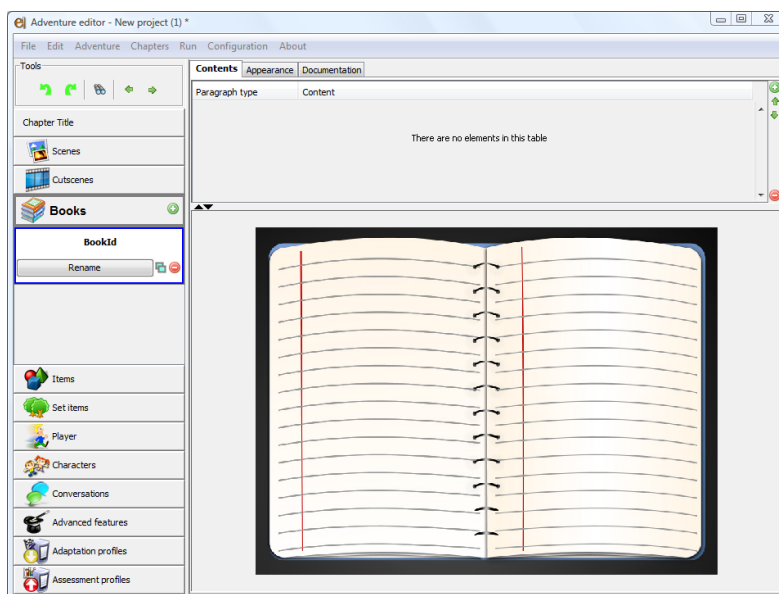 Adventure editor - New project (1) *
File Edit Adventure Chapters Run Configuration About
Tools
Contents Appearance Documentation
Paragraph type Content
There are no elements in this table
Chapter Title
Scenes
Cutscenes
Books
BookId
Rename
Items
Set items
Player
Characters
Conversations
Advanced features
Adaptation profiles
Assessment profiles